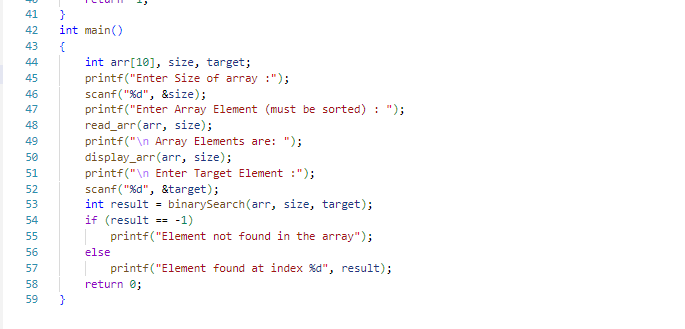 41 }
42 int main()
43 {
44 int arr[10], size, target;
45 printf("Enter Size of array :");
46 scanf("%d", &size);
47 printf("Enter Array Element (must be sorted) : ");
48 read_arr(arr, size);
49 printf("\n Array Elements are: ");
50 display_arr(arr, size);
51 printf("\n Enter Target Element :");
52 scanf("%d", &target);
53 int result = binarySearch(arr, size, target);
54 if (result == -1)
55 printf("Element not found in the array");
56 else
57 printf("Element found at index %d", result);
58 return 0;
59 }